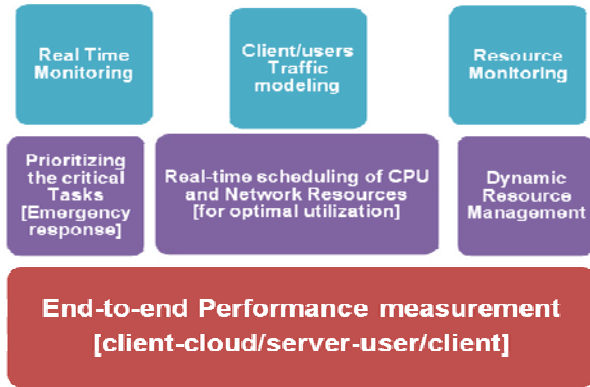 Real Time
Monitoring
Client/users
Traffic
modeling
Resource
Monitoring
Prioritizing
the critical
Tasks
[Emergency
response]
Real-time scheduling of CPU
and Network Resources
[for optimal utilization]
Dynamic
Resource
Management
End-to-end Performance measurement
[client-cloud/server-user/client]